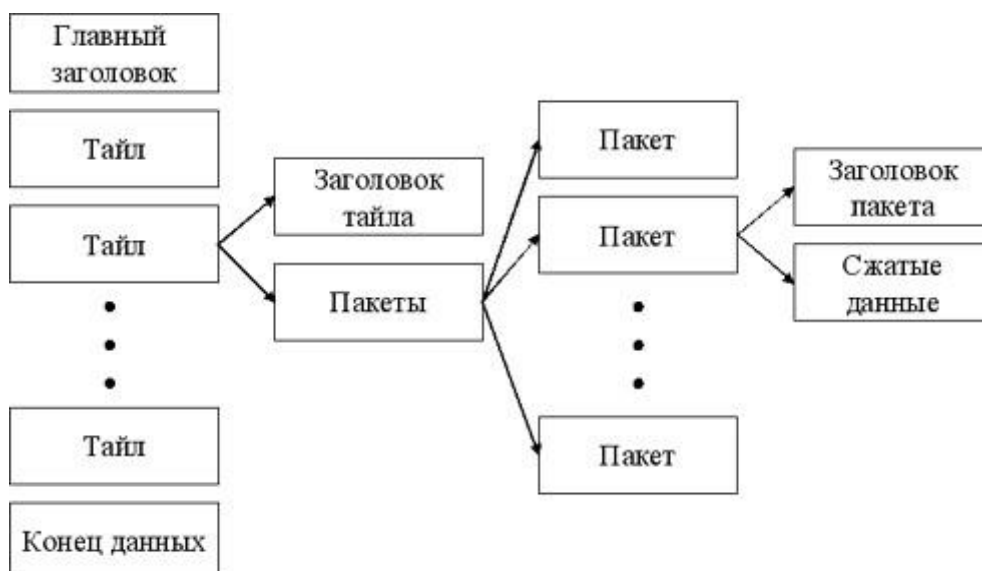 Главный
заголовок
Тайл
Тайл
Тайл
Конец данных
Заголовок
тайла
Пакеты
Пакет
Пакет
Пакет
Заголовок
пакета
Сжатые
данные